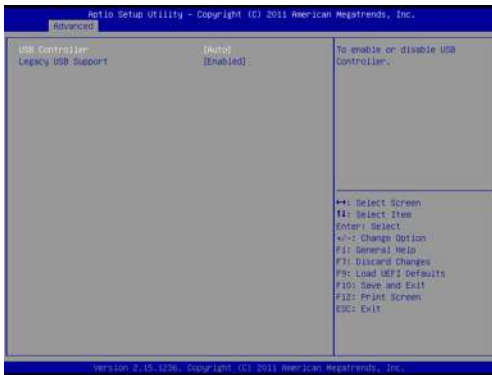 Aptio Setup Utility - Copyright (C) 2011 American Megatrends, Inc.
Advanced
USB Controller [Auto]
Legacy USB Support [Enabled]
To enable or disable USB
Controller.
↔: Select Screen
↑↓: Select Item
Enter: Select
+/-: Change Option
F1: General Help
F7: Discard Changes
F9: Load UEFI Defaults
F10: Save and Exit
F12: Print Screen
ESC: Exit
Version 2.15.1236. Copyright (C) 2011 American Megatrends, Inc.